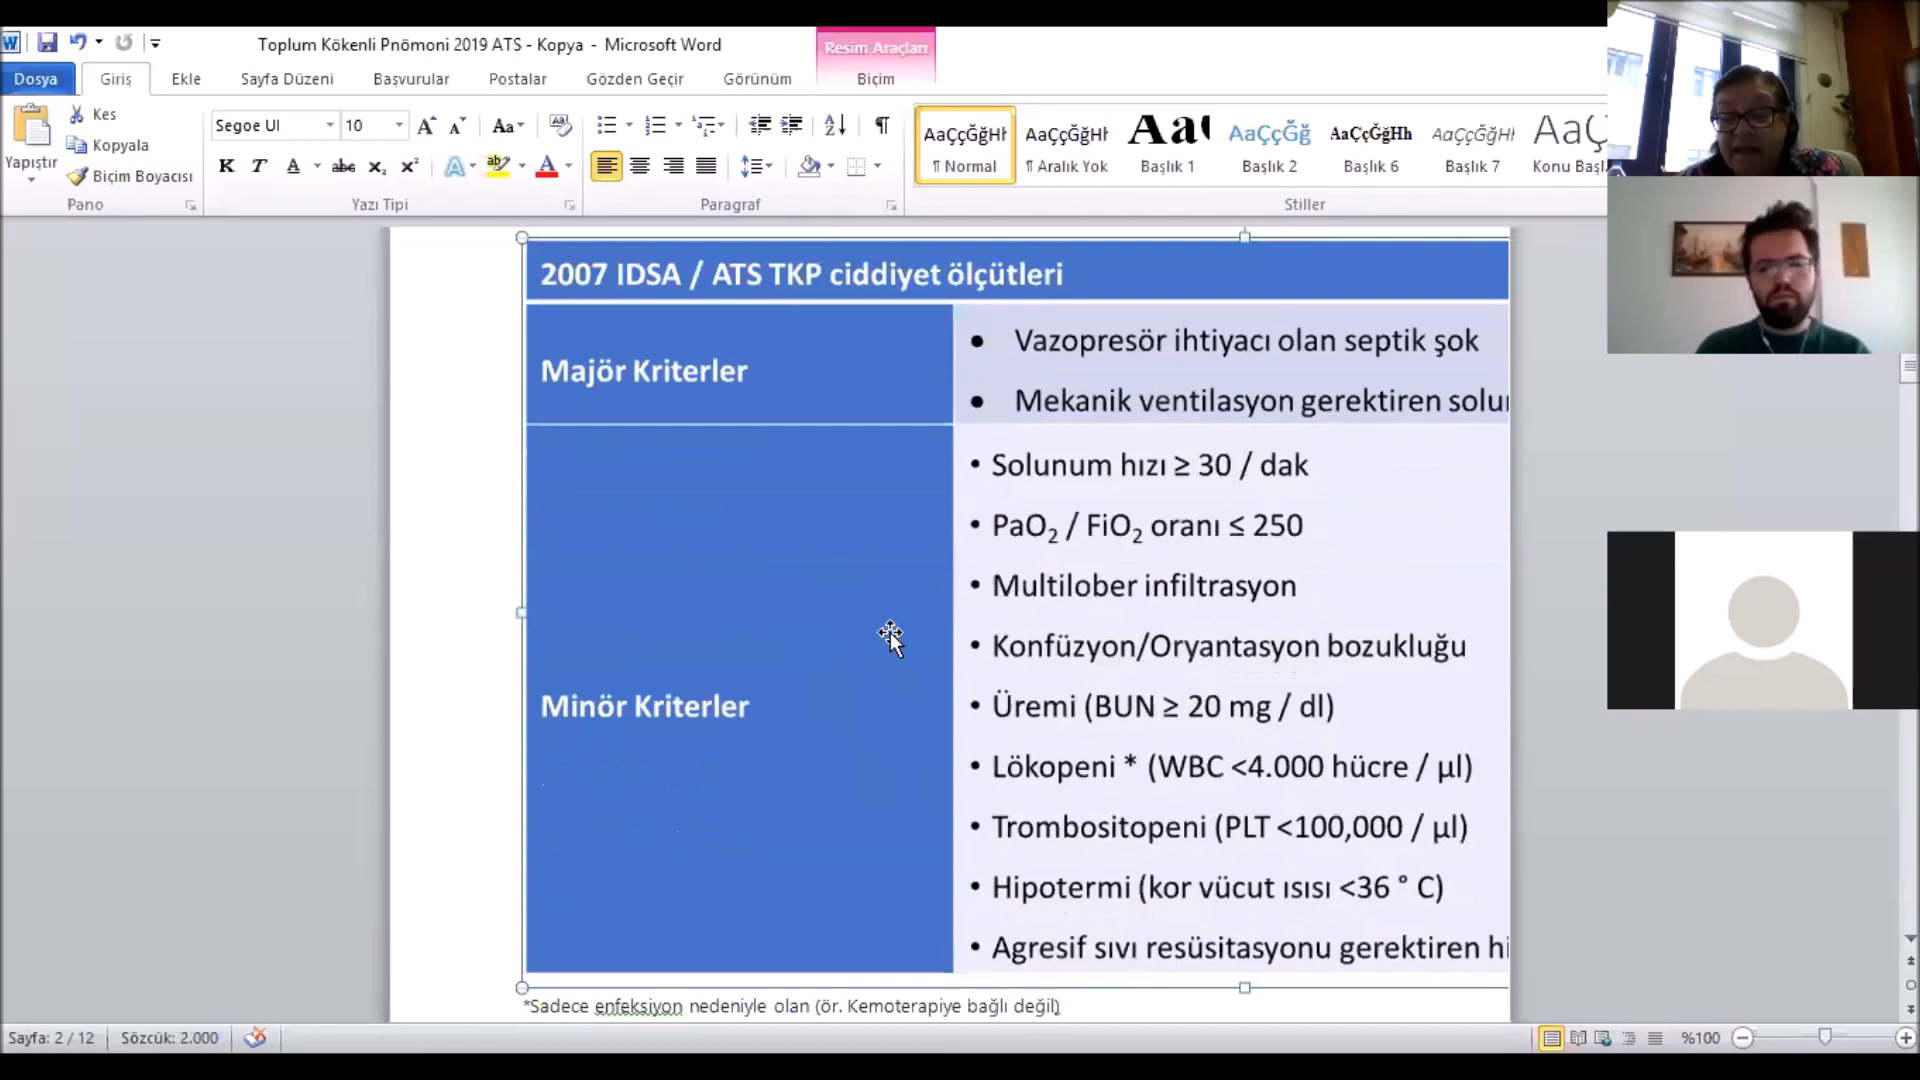 Toplum Kökenli Pnömoni 2019 ATS - Kopya - Microsoft Word
Resim Araçları
Dosya
Giriş
Ekle
Sayfa Düzeni
Başvurular
Postalar
Gözden Geçir
Görünüm
Biçim
Yapıştır
Kes
Kopyala
Biçim Boyacısı
Pano
Segoe UI
10
Yazı Tipi
Paragraf
AaÇçĞğHł
AaÇçĞğHł
AaÇçĞğ
AaÇçĞğHh
AaÇçĞğHl
¶ Normal
¶ Aralık Yok
Başlık 1
Başlık 2
Başlık 6
Başlık 7
Konu Başl
Stiller
2007 IDSA / ATS TKP ciddiyet ölçütleri
Majör Kriterler
• Vazopresör ihtiyacı olan septik şok
• Mekanik ventilasyon gerektiren solu
Minör Kriterler
• Solunum hızı ≥ 30 / dak
• PaO₂ / FiO₂ oranı ≤ 250
• Multilober infiltrasyon
• Konfüzyon/Oryantasyon bozukluğu
• Üremi (BUN ≥ 20 mg / dl)
• Lökopeni * (WBC <4.000 hücre / µl)
• Trombositopeni (PLT <100,000 / µl)
• Hipotermi (kor vücut ısısı <36 ° C)
• Agresif sıvı resüsitasyonu gerektiren hi
*Sadece enfeksiyon nedeniyle olan (ör. Kemoterapiye bağlı değil)
Sayfa: 2 / 12
Sözcük: 2.000
%100